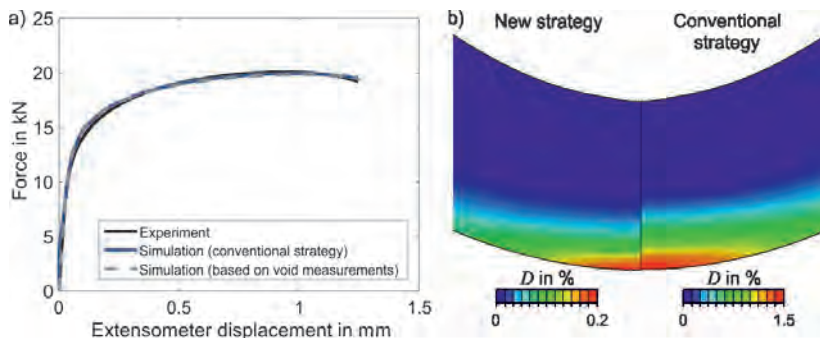 a)
25
20
15
10
5
0
Force in kN
Experiment
Simulation (conventional strategy)
Simulation (based on void measurements)
0
0.5
1
1.5
Extensometer displacement in mm
b)
New strategy
Conventional
strategy
D in %
0
0.2
D in %
0
1.5